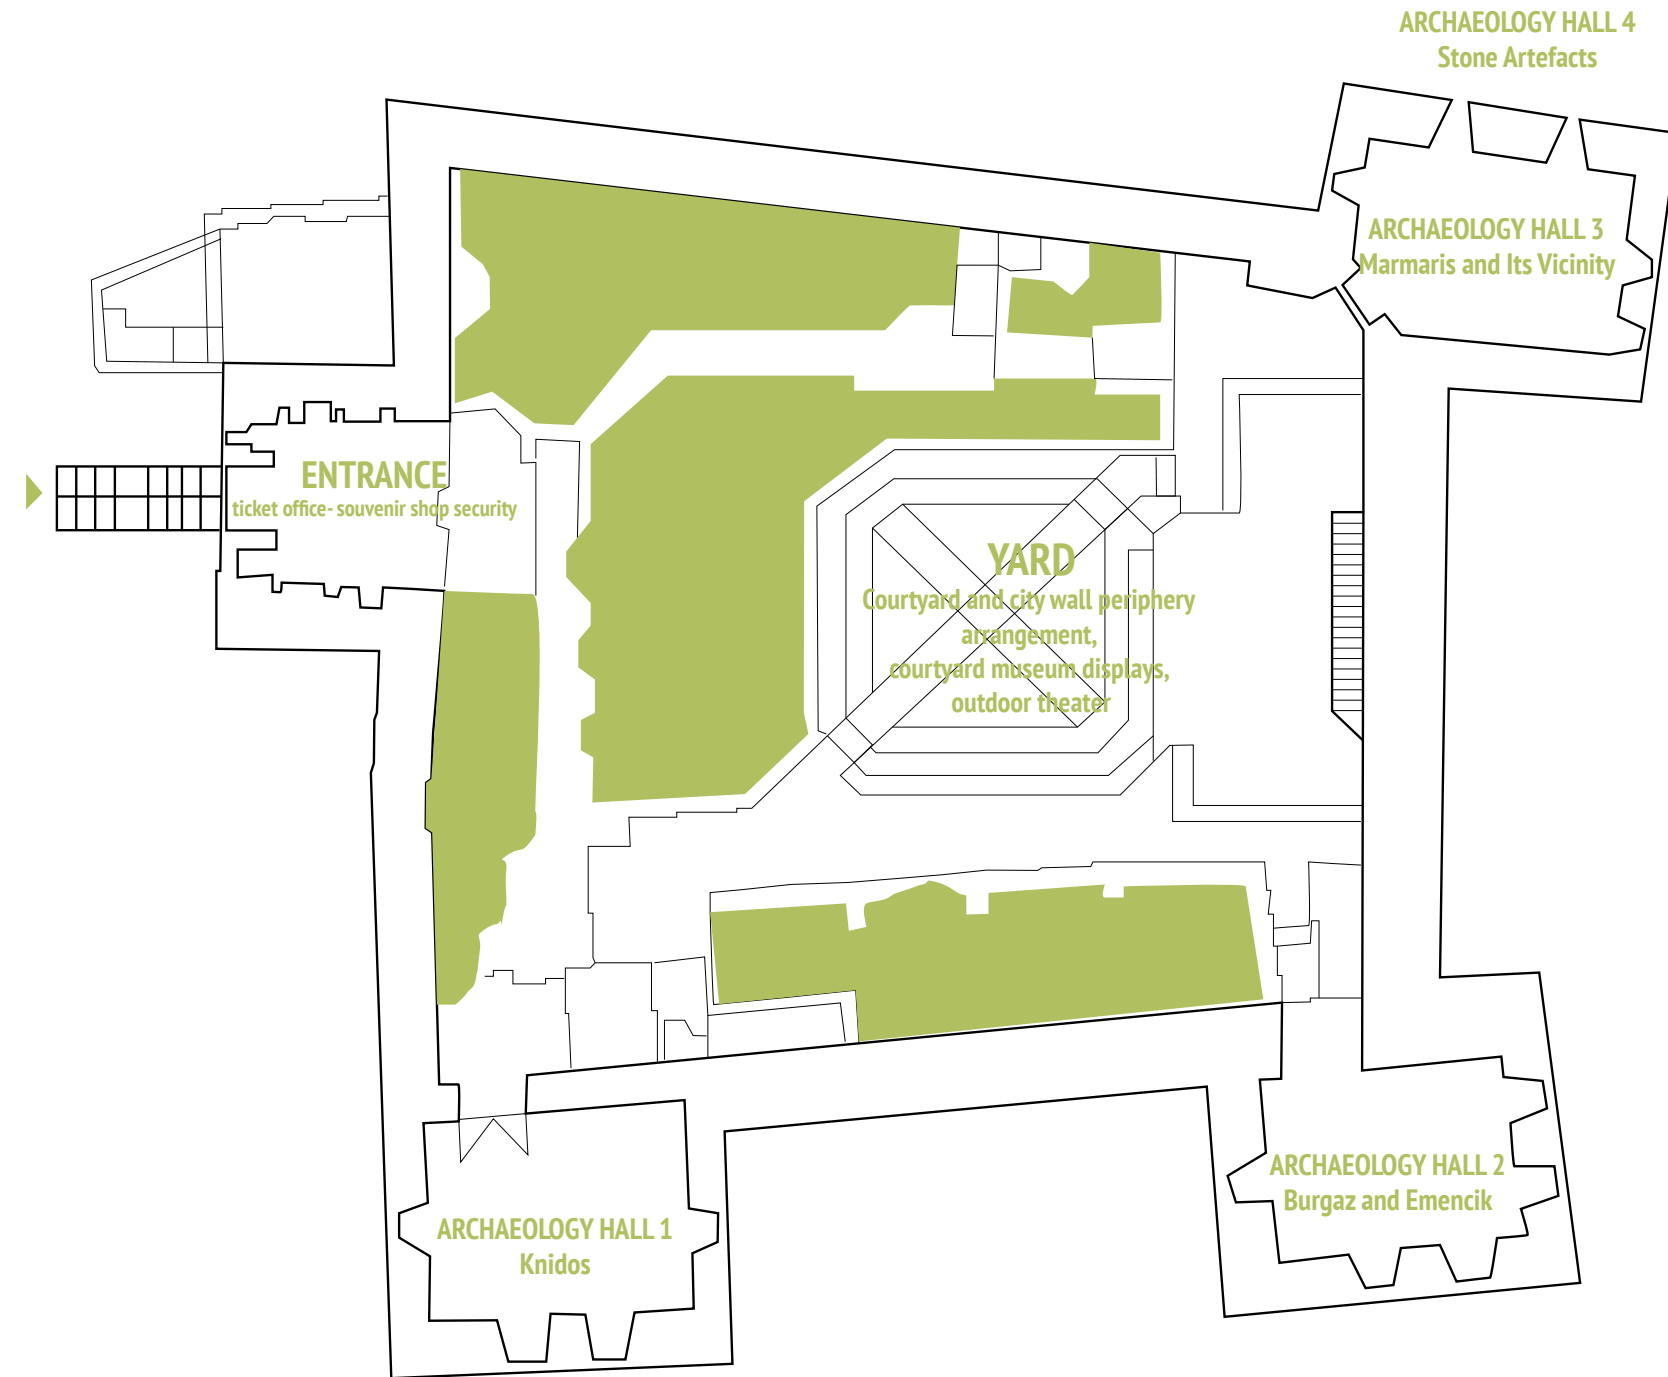 ARCHAEOLOGY HALL 4
Stone Artefacts
ARCHAEOLOGY HALL 3
Marmaris and Its Vicinity
ENTRANCE
ticket office- souvenir shop security
YARD
Courtyard and city wall periphery
arrangement,
courtyard museum displays,
outdoor theater
ARCHAEOLOGY HALL 2
Burgaz and Emencik
ARCHAEOLOGY HALL 1
Knidos